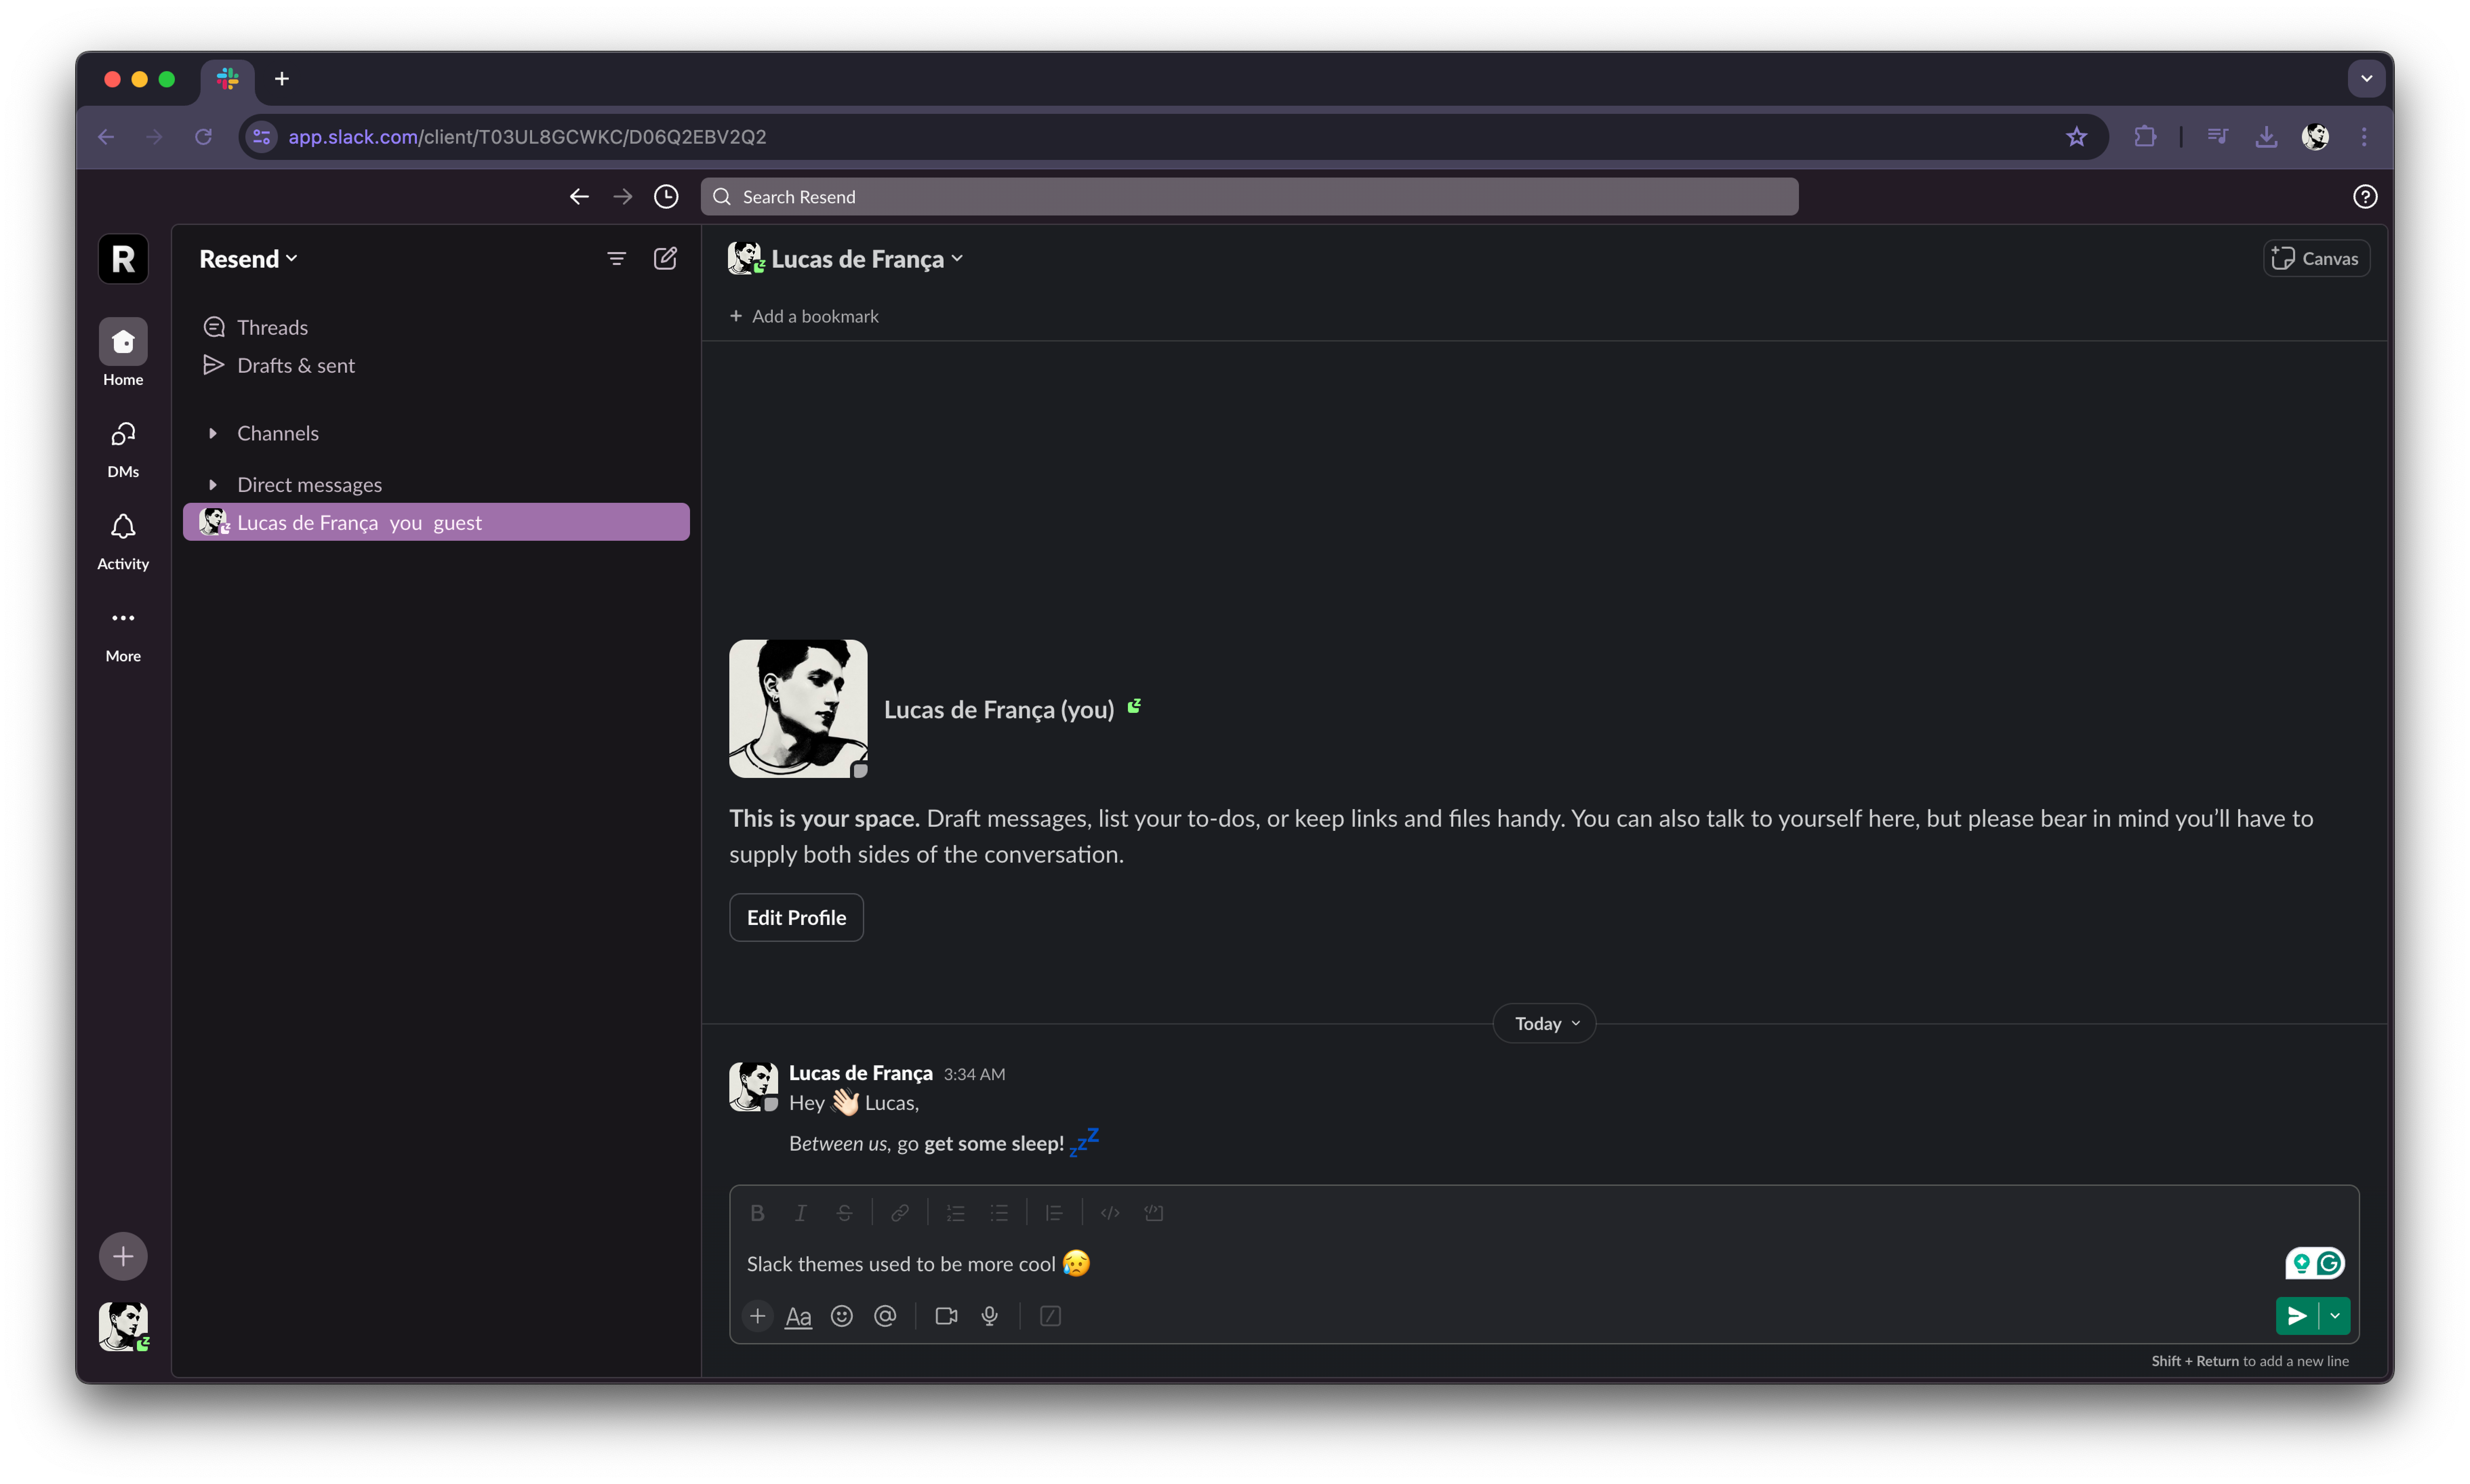 app.slack.com/client/T03UL8GCWKC/D06Q2EBV2Q2
Search Resend
R
Home
DMs
Activity
More
Resend
Threads
Drafts & sent
Channels
Direct messages
Lucas de França you guest
Lucas de França
Canvas
+ Add a bookmark
Lucas de França (you)
This is your space. Draft messages, list your to-dos, or keep links and files handy. You can also talk to yourself here, but please bear in mind you’ll have to
supply both sides of the conversation.
Edit Profile
Today
Lucas de França 3:34 AM
Hey 👋🏻 Lucas,
Between us, go get some sleep! 💤
B I S
Slack themes used to be more cool 😥
Aa
Shift + Return to add a new line